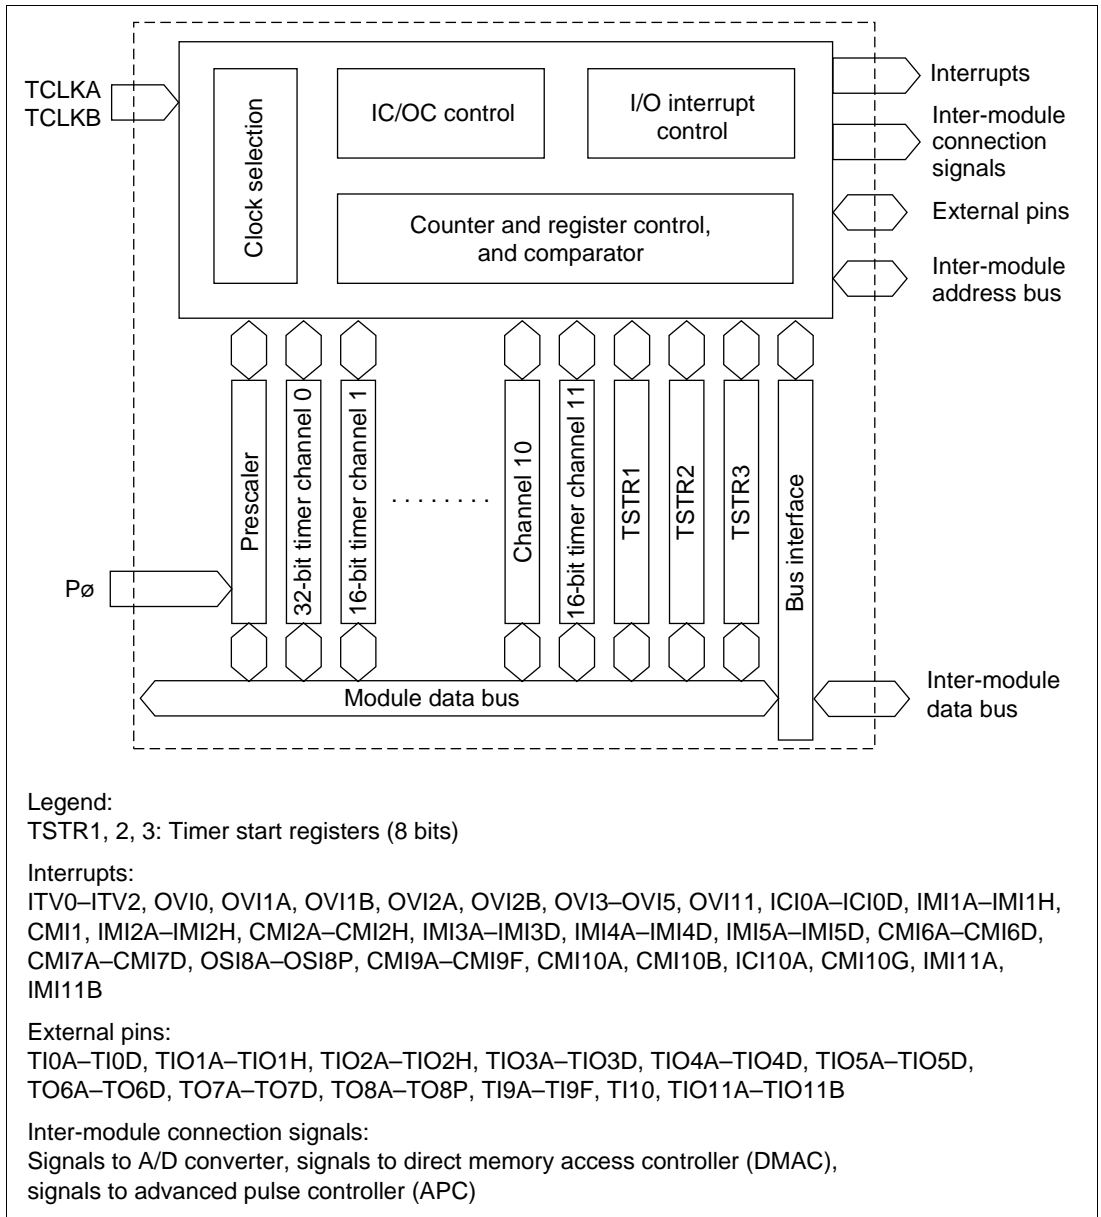 TCLKA
TCLKB
Clock selection
IC/OC control
I/O interrupt
control
Counter and register control,
and comparator
Interrupts
Inter-module
connection
signals
External pins
Inter-module
address bus
Prescaler
32-bit timer channel 0
16-bit timer channel 1
. . . . . . . .
Channel 10
16-bit timer channel 11
TSTR1
TSTR2
TSTR3
Bus interface
Pø
Module data bus
Inter-module
data bus
Legend:
TSTR1, 2, 3: Timer start registers (8 bits)
Interrupts:
ITV0–ITV2, OVI0, OVI1A, OVI1B, OVI2A, OVI2B, OVI3–OVI5, OVI11, ICI0A–ICI0D, IMI1A–IMI1H,
CMI1, IMI2A–IMI2H, CMI2A–CMI2H, IMI3A–IMI3D, IMI4A–IMI4D, IMI5A–IMI5D, CMI6A–CMI6D,
CMI7A–CMI7D, OSI8A–OSI8P, CMI9A–CMI9F, CMI10A, CMI10B, ICI10A, CMI10G, IMI11A,
IMI11B
External pins:
TI0A–TI0D, TIO1A–TIO1H, TIO2A–TIO2H, TIO3A–TIO3D, TIO4A–TIO4D, TIO5A–TIO5D,
TO6A–TO6D, TO7A–TO7D, TO8A–TO8P, TI9A–TI9F, TI10, TIO11A–TIO11B
Inter-module connection signals:
Signals to A/D converter, signals to direct memory access controller (DMAC),
signals to advanced pulse controller (APC)